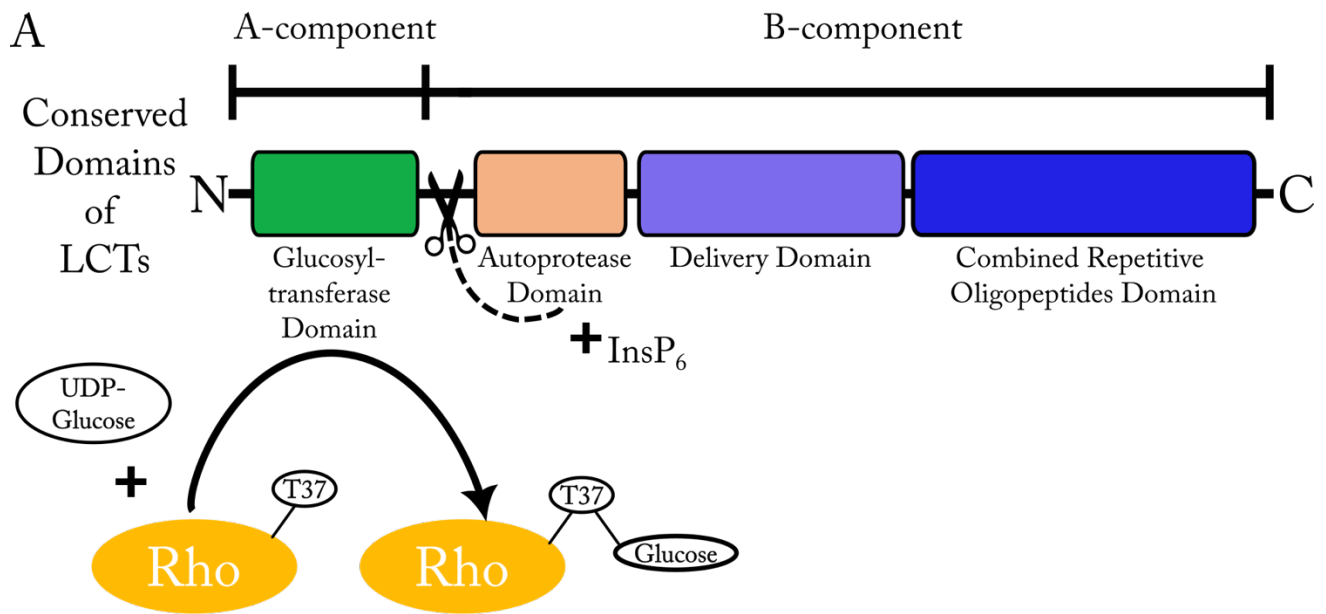 A
A-component
B-component
Conserved
Domains
of
LCTs
N
C
Glucosyl-
transferase
Domain
Autoprotease
Domain
Delivery Domain
Combined Repetitive
Oligopeptides Domain
+ InsP₆
UDP-
Glucose
+
T37
Rho
T37
Glucose
Rho